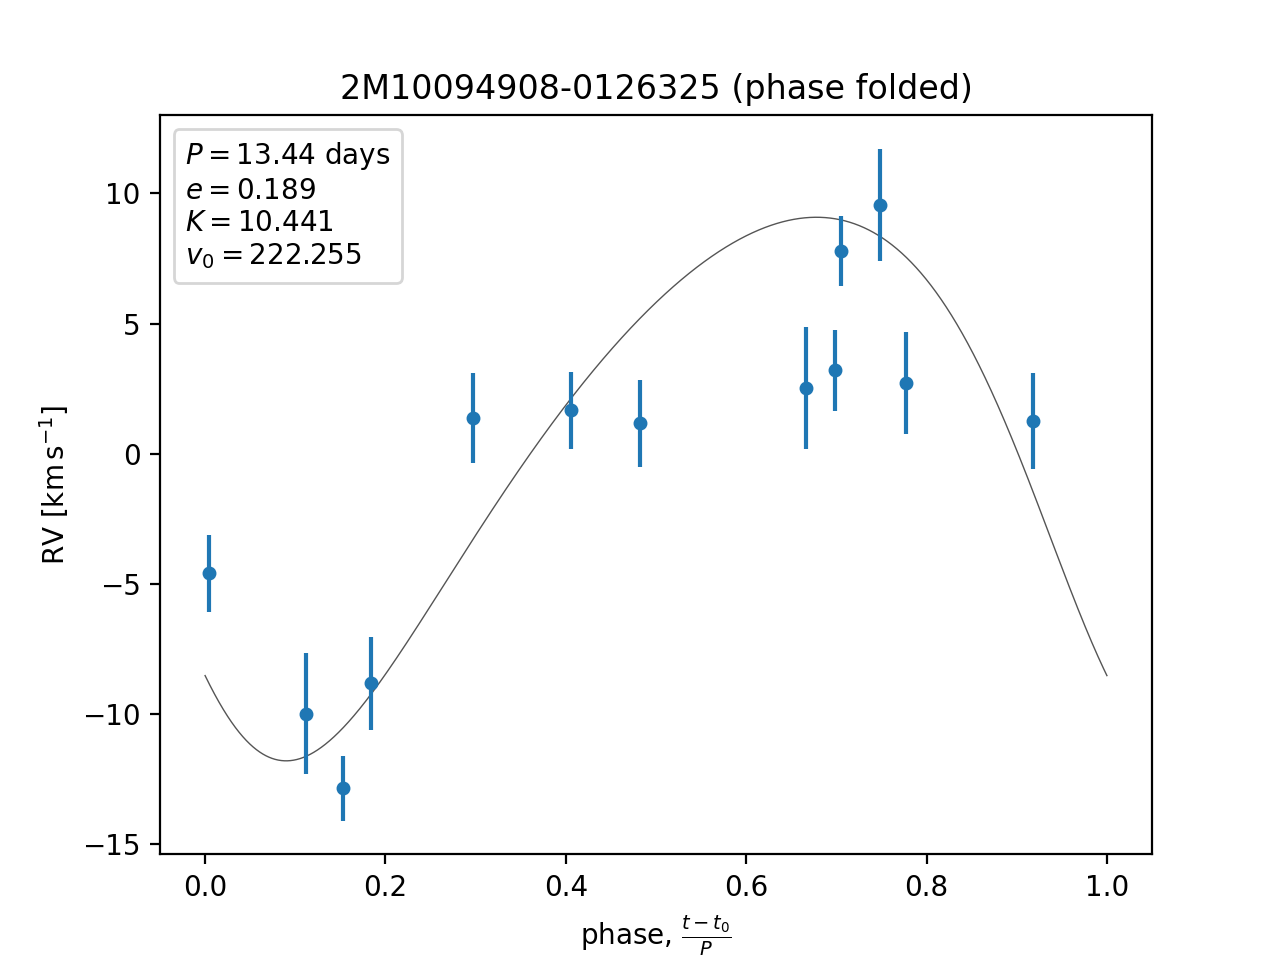 2M10094908-0126325 (phase folded)
P = 13.44 days
e = 0.189
K = 10.441
v₀ = 222.255
10
5
0
−5
−10
−15
RV [km s⁻¹]
0.0 0.2 0.4 0.6 0.8 1.0
phase, (t − t₀)/P